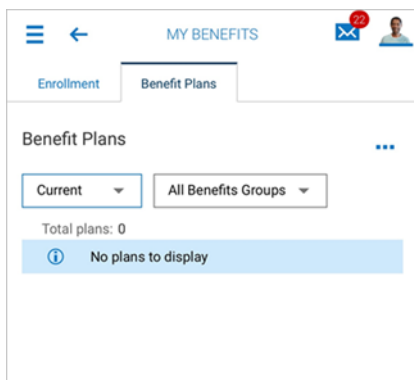 MY BENEFITS 22
Enrollment Benefit Plans
Benefit Plans
Current All Benefits Groups
Total plans: 0
No plans to display